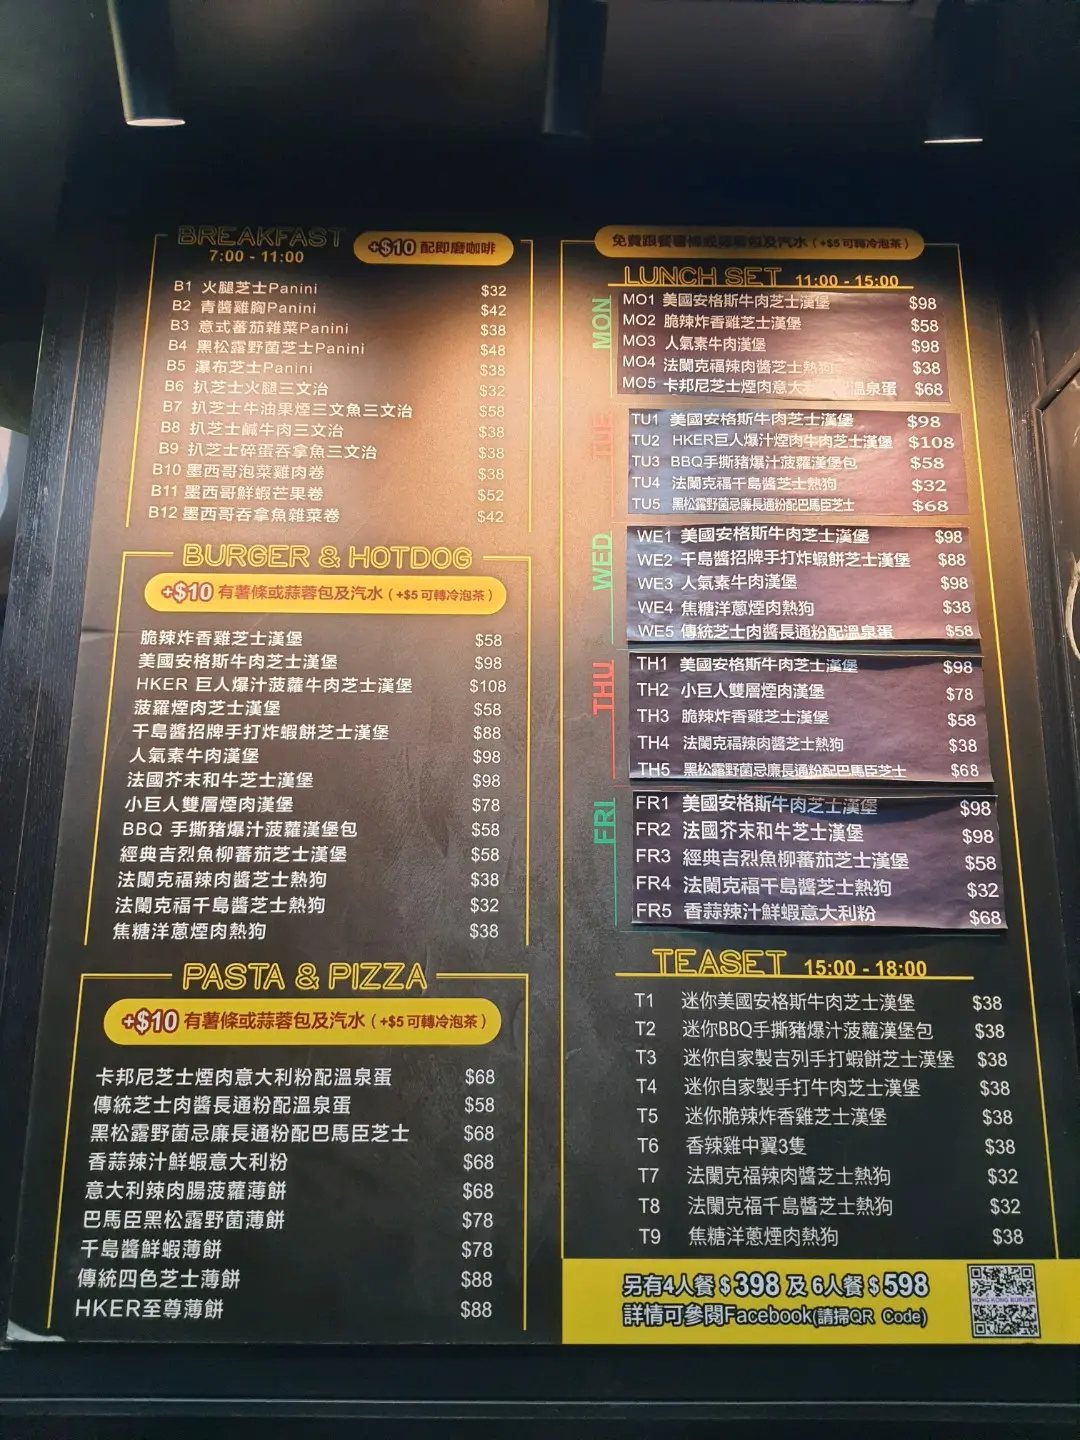 BREAKFAST
7:00 - 11:00
+$10 配即磨咖啡
B1 火腿芝士Panini $32
B2 青醬雞胸Panini $42
B3 意式蕃茄雜菜Panini $38
B4 黑松露野菌芝士Panini $48
B5 瀑布芝士Panini $38
B6 扒芝士火腿三文治 $32
B7 扒芝士牛油果煙三文魚三文治 $58
B8 扒芝士鹹牛肉三文治 $38
B9 扒芝士碎蛋吞拿魚三文治 $38
B10 墨西哥泡菜雞肉卷 $38
B11 墨西哥鮮蝦芒果卷 $52
B12 墨西哥吞拿魚雜菜卷 $42
BURGER & HOTDOG
+$10 有薯條或蒜蓉包及汽水（+$5 可轉冷泡茶）
脆辣炸香雞芝士漢堡 $58
美國安格斯牛肉芝士漢堡 $98
HKER 巨人爆汁菠蘿牛肉芝士漢堡 $108
菠羅煙肉芝士漢堡 $58
千島醬招牌手打炸蝦餅芝士漢堡 $88
人氣素牛肉漢堡 $98
法國芥末和牛芝士漢堡 $98
小巨人雙層煙肉漢堡 $78
BBQ 手撕豬爆汁菠蘿漢堡包 $58
經典吉烈魚柳蕃茄芝士漢堡 $58
法蘭克福辣肉醬芝士熱狗 $38
法蘭克福千島醬芝士熱狗 $32
焦糖洋蔥煙肉熱狗 $38
PASTA & PIZZA
+$10 有薯條或蒜蓉包及汽水（+$5 可轉冷泡茶）
卡邦尼芝士煙肉意大利粉配溫泉蛋 $68
傳統芝士肉醬長通粉配溫泉蛋 $58
黑松露野菌忌廉長通粉配巴馬臣芝士 $68
香蒜辣汁鮮蝦意大利粉 $68
意大利辣肉腸菠蘿薄餅 $68
巴馬臣黑松露野菌薄餅 $78
千島醬鮮蝦薄餅 $78
傳統四色芝士薄餅 $88
HKER至尊薄餅 $88
免費跟餐薯條或蒜蓉包及汽水（+$5 可轉冷泡茶）
LUNCH SET 11:00 - 15:00
MON
MO1 美國安格斯牛肉芝士漢堡 $98
MO2 脆辣炸香雞芝士漢堡 $58
MO3 人氣素牛肉漢堡 $98
MO4 法蘭克福辣肉醬芝士熱狗 $38
MO5 卡邦尼芝士煙肉意大 溫泉蛋 $68
TUE
TU1 美國安格斯牛肉芝士漢堡 $98
TU2 HKER巨人爆汁煙肉牛肉芝士漢堡 $108
TU3 BBQ手撕豬爆汁菠蘿漢堡包 $58
TU4 法蘭克福千島醬芝士熱狗 $32
TU5 黑松露野菌忌廉長通粉配巴馬臣芝士 $68
WED
WE1 美國安格斯牛肉芝士漢堡 $98
WE2 千島醬招牌手打炸蝦餅芝士漢堡 $88
WE3 人氣素牛肉漢堡 $98
WE4 焦糖洋蔥煙肉熱狗 $38
WE5 傳統芝士肉醬長通粉配溫泉蛋 $58
THU
TH1 美國安格斯牛肉芝士漢堡 $98
TH2 小巨人雙層煙肉漢堡 $78
TH3 脆辣炸香雞芝士漢堡 $58
TH4 法蘭克福辣肉醬芝士熱狗 $38
TH5 黑松露野菌忌廉長通粉配巴馬臣芝士 $68
FRI
FR1 美國安格斯牛肉芝士漢堡 $98
FR2 法國芥末和牛芝士漢堡 $98
FR3 經典吉烈魚柳蕃茄芝士漢堡 $58
FR4 法蘭克福千島醬芝士熱狗 $32
FR5 香蒜辣汁鮮蝦意大利粉 $68
TEASET 15:00 - 18:00
T1 迷你美國安格斯牛肉芝士漢堡 $38
T2 迷你BBQ手撕豬爆汁菠蘿漢堡包 $38
T3 迷你自家製吉列手打蝦餅芝士漢堡 $38
T4 迷你自家製手打牛肉芝士漢堡 $38
T5 迷你脆辣炸香雞芝士漢堡 $38
T6 香辣雞中翼3隻 $38
T7 法蘭克福辣肉醬芝士熱狗 $32
T8 法蘭克福千島醬芝士熱狗 $32
T9 焦糖洋蔥煙肉熱狗 $38
另有4人餐 $398 及 6人餐 $598
詳情可參閱Facebook(請掃QR Code)
HONG KONG BURGER